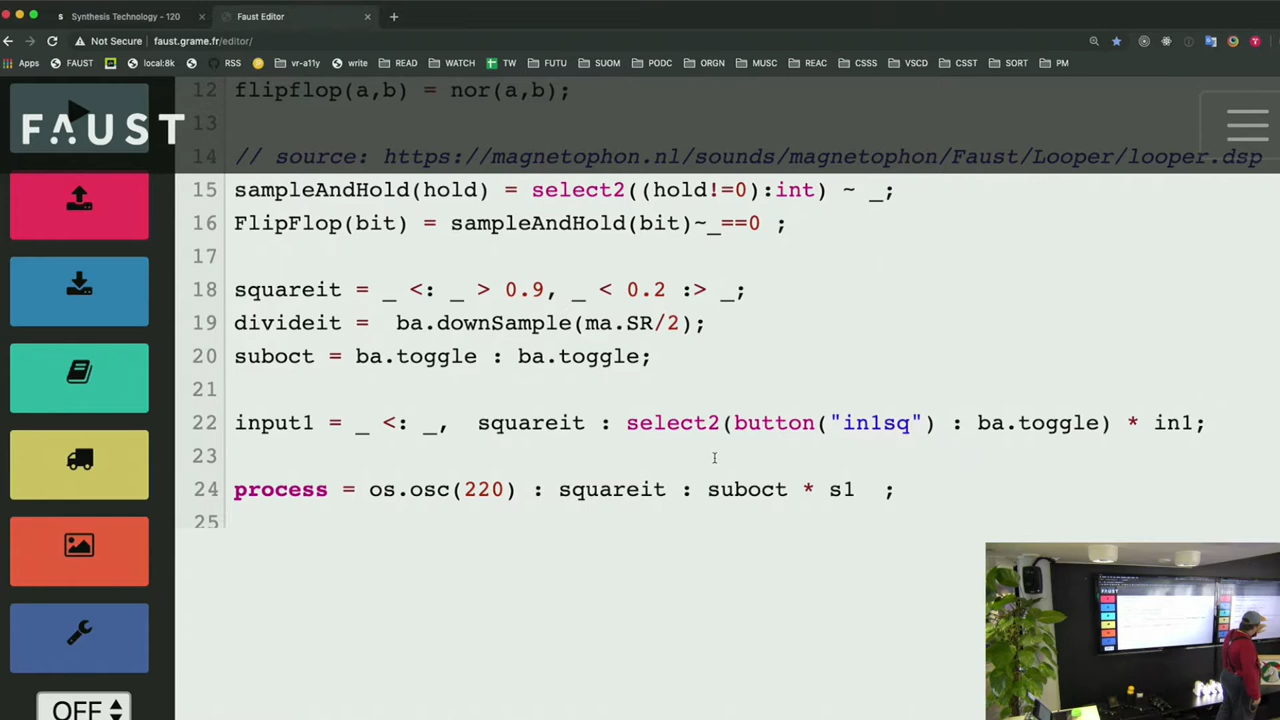 Synthesis Technology - 120
Faust Editor
Not Secure faust.grame.fr/editor/
Apps FAUST local:8k RSS vr-a11y write READ WATCH TW FUTU SUOM PODC ORGN MUSC REAC CSSS VSCD CSST SORT PM
FAUST
12 flipflop(a,b) = nor(a,b);
13
14 // source: https://magnetophon.nl/sounds/magnetophon/Faust/Looper/looper.dsp
15 sampleAndHold(hold) = select2((hold!=0):int) ~ _;
16 FlipFlop(bit) = sampleAndHold(bit)~_==0 ;
17
18 squareit = _ <: _ > 0.9, _ < 0.2 :> _;
19 divideit =  ba.downSample(ma.SR/2);
20 suboct = ba.toggle : ba.toggle;
21
22 input1 = _ <: _,  squareit : select2(button("in1sq") : ba.toggle) * in1;
23
24 process = os.osc(220) : squareit : suboct * s1  ;
25
OFF
FAUST